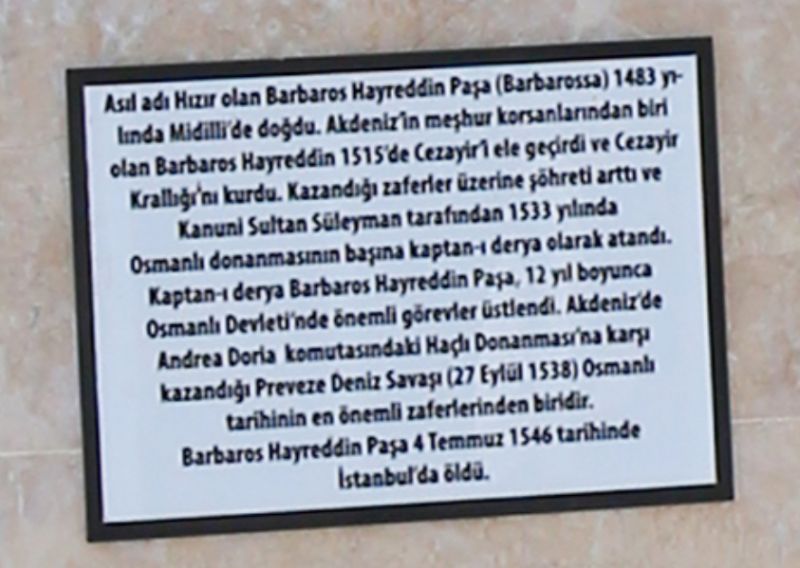 Asıl adı Hızır olan Barbaros Hayreddin Paşa (Barbarossa) 1483 yı-
lında Midilli'de doğdu. Akdeniz'in meşhur korsanlarından biri
olan Barbaros Hayreddin 1515'de Cezayir'i ele geçirdi ve Cezayir
Krallığı'nı kurdu. Kazandığı zaferler üzerine şöhreti arttı ve
Kanuni Sultan Süleyman tarafından 1533 yılında
Osmanlı donanmasının başına kaptan-ı derya olarak atandı.
Kaptan-ı derya Barbaros Hayreddin Paşa, 12 yıl boyunca
Osmanlı Devleti'nde önemli görevler üstlendi. Akdeniz'de
Andrea Doria komutasındaki Haçlı Donanması'na karşı
kazandığı Preveze Deniz Savaşı (27 Eylül 1538) Osmanlı
tarihinin en önemli zaferlerinden biridir.
Barbaros Hayreddin Paşa 4 Temmuz 1546 tarihinde
İstanbul'da öldü.